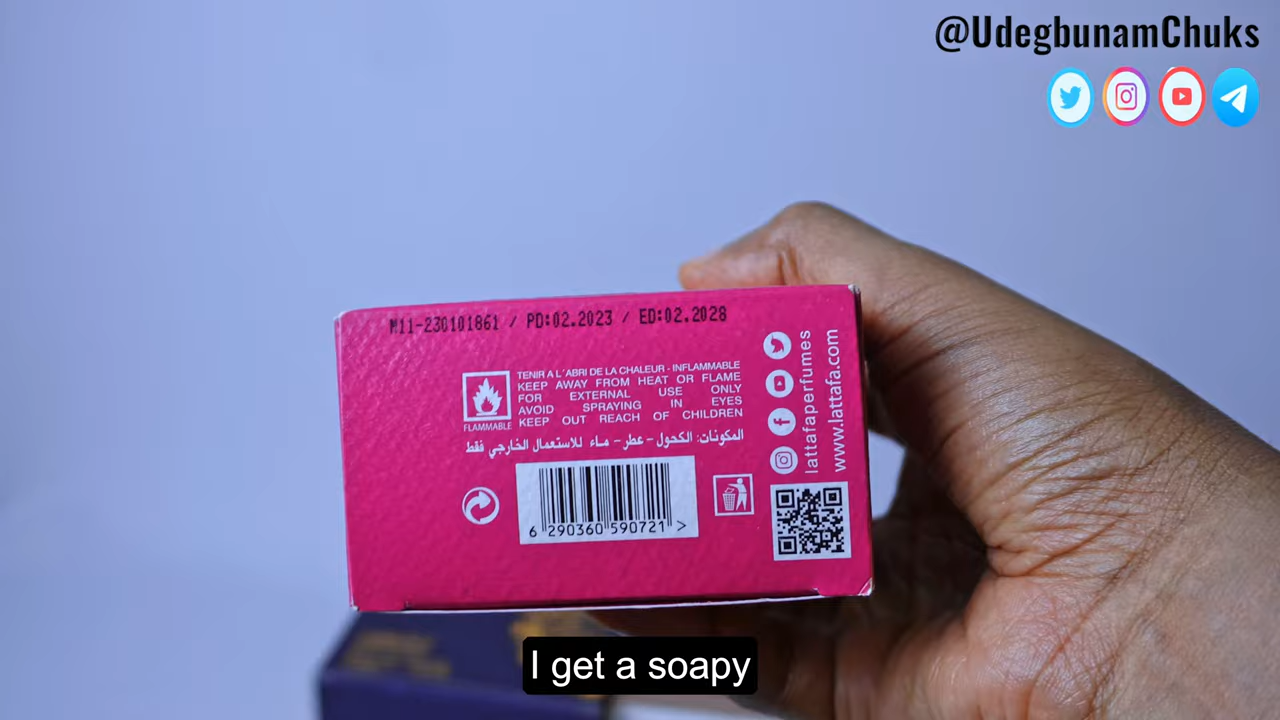 @UdegbunamChuks
M11-230101861 / PD:02.2023 / ED:02.2028
TENIR A L'ABRI DE LA CHALEUR - INFLAMMABLE
KEEP AWAY FROM HEAT OR FLAME
FOR EXTERNAL USE ONLY
AVOID SPRAYING IN EYES
KEEP OUT REACH OF CHILDREN
FLAMMABLE
المكونات: الكحول - عطر - ماء للاستعمال الخارجي فقط
6 290360 590721 >
lattafaperfumes
www.lattafa.com
I get a soapy